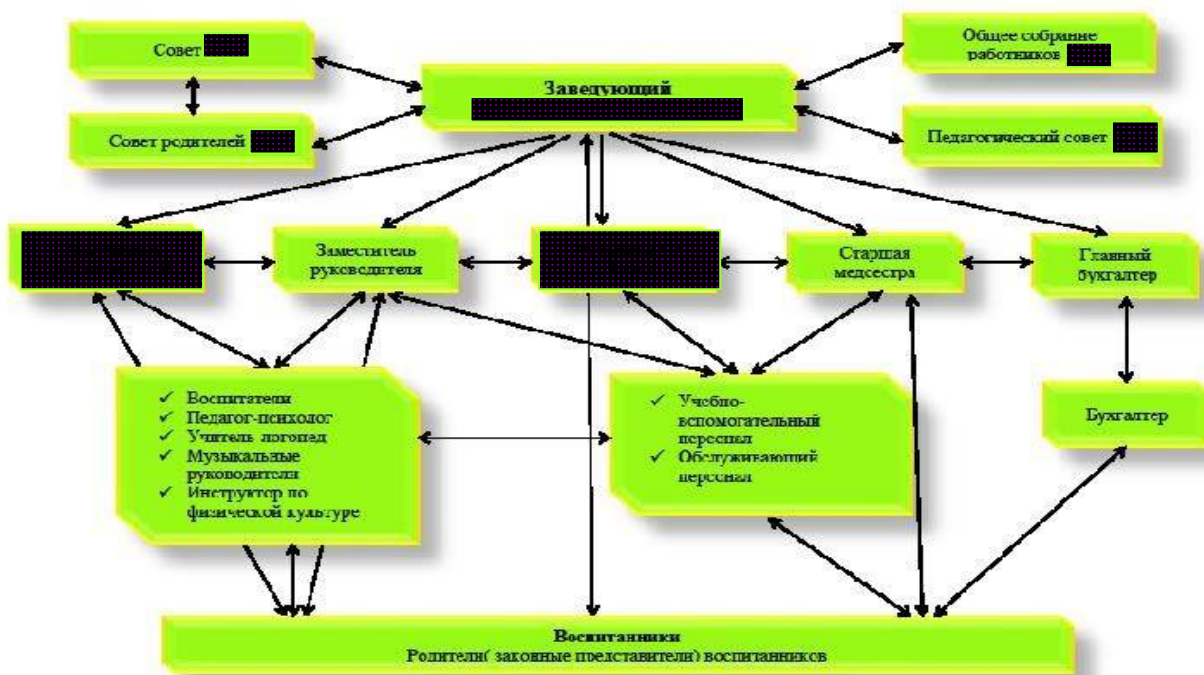 Совет
Общее собрание
работников
Заведующий
Совет родителей
Педагогический совет
Заместитель
руководителя
Старшая
медсестра
Главный
бухгалтер
✓ Воспитатели
✓ Педагог-психолог
✓ Учитель логопед
✓ Музыкальные
руководителя
✓ Инструктор по
физической культуре
✓ Учебно-
вспомогательный
персонал
✓ Обслуживающий
персонал
Бухгалтер
Воспитанники
Родители( законные представители) воспитанников